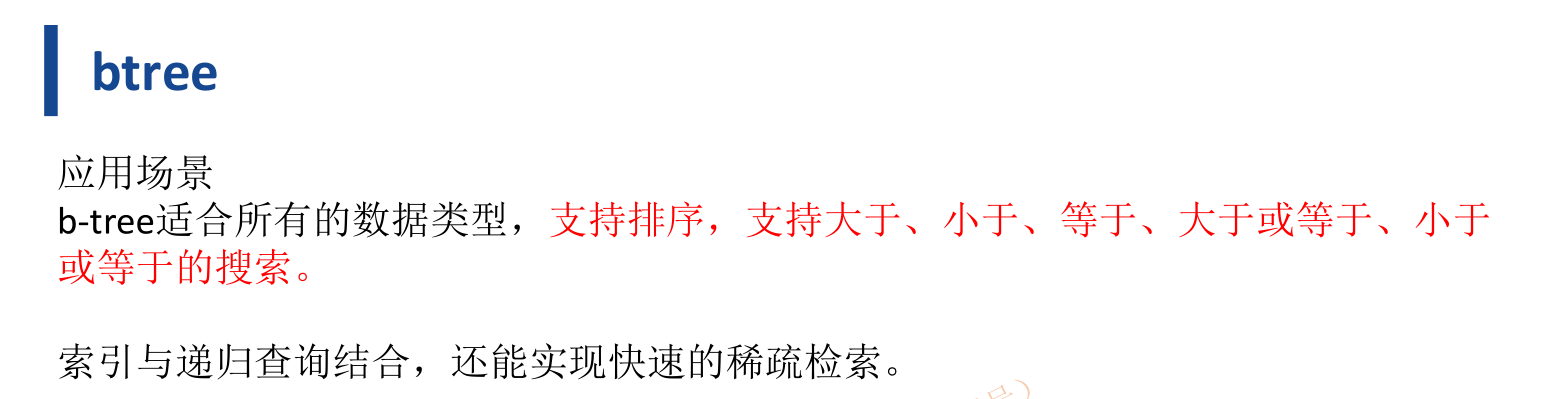 btree
应用场景
b-tree适合所有的数据类型，支持排序，支持大于、小于、等于、大于或等于、小于
或等于的搜索。
索引与递归查询结合，还能实现快速的稀疏检索。